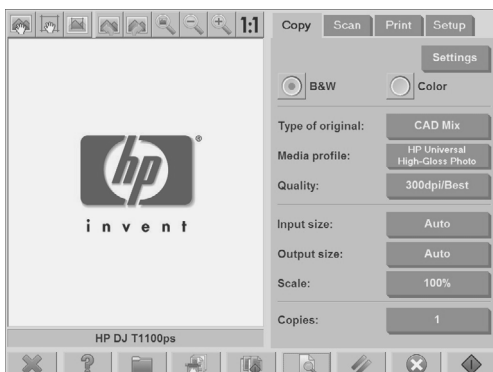 1:1
Copy Scan Print Setup
Settings
B&W Color
Type of original: CAD Mix
Media profile: HP Universal
High-Gloss Photo
Quality: 300dpi/Best
Input size: Auto
Output size: Auto
Scale: 100%
Copies: 1
hp
®
invent
HP DJ T1100ps